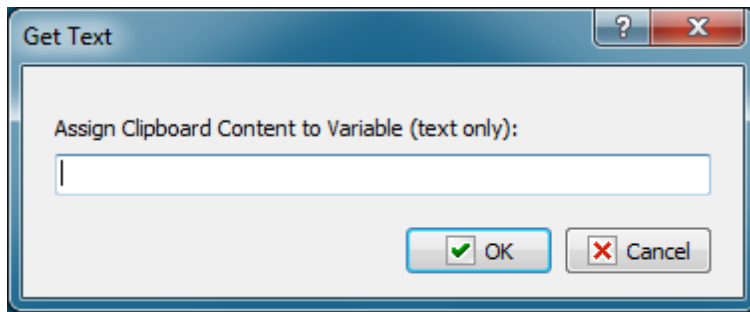 Get Text
?
Assign Clipboard Content to Variable (text only):
OK
Cancel